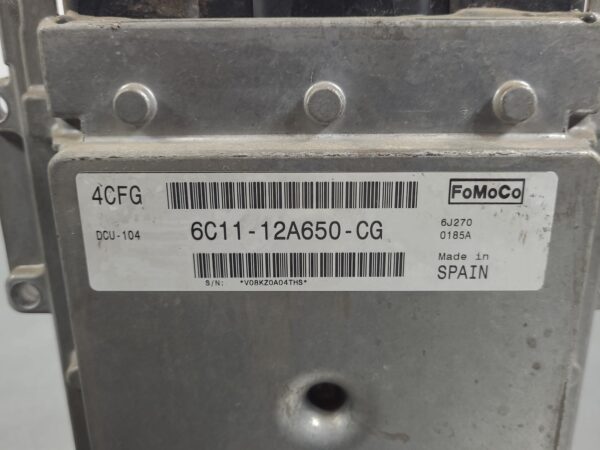 4CFG
FoMoCo
DCU-104
6C11-12A650-CG
6J270
0185A
Made in
SPAIN
S/N: *V08KZ0A04THS*